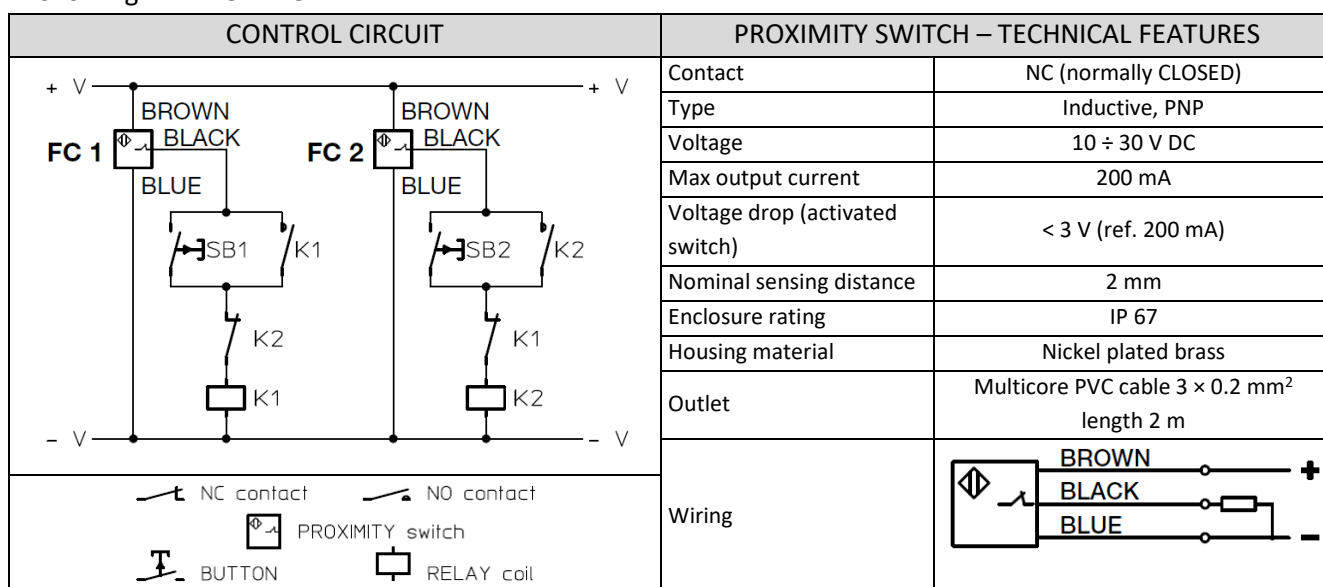 CONTROL CIRCUIT
+ V
+ V
BROWN
BLACK
FC 1
BLUE
BROWN
BLACK
FC 2
BLUE
SB1
K1
SB2
K2
K2
K1
K1
K2
– V
– V
NC contact
NO contact
PROXIMITY switch
BUTTON
RELAY coil
PROXIMITY SWITCH – TECHNICAL FEATURES
Contact
NC (normally CLOSED)
Type
Inductive, PNP
Voltage
10 ÷ 30 V DC
Max output current
200 mA
Voltage drop (activated
switch)
< 3 V (ref. 200 mA)
Nominal sensing distance
2 mm
Enclosure rating
IP 67
Housing material
Nickel plated brass
Outlet
Multicore PVC cable 3 × 0.2 mm²
length 2 m
Wiring
BROWN
+
BLACK
BLUE
–